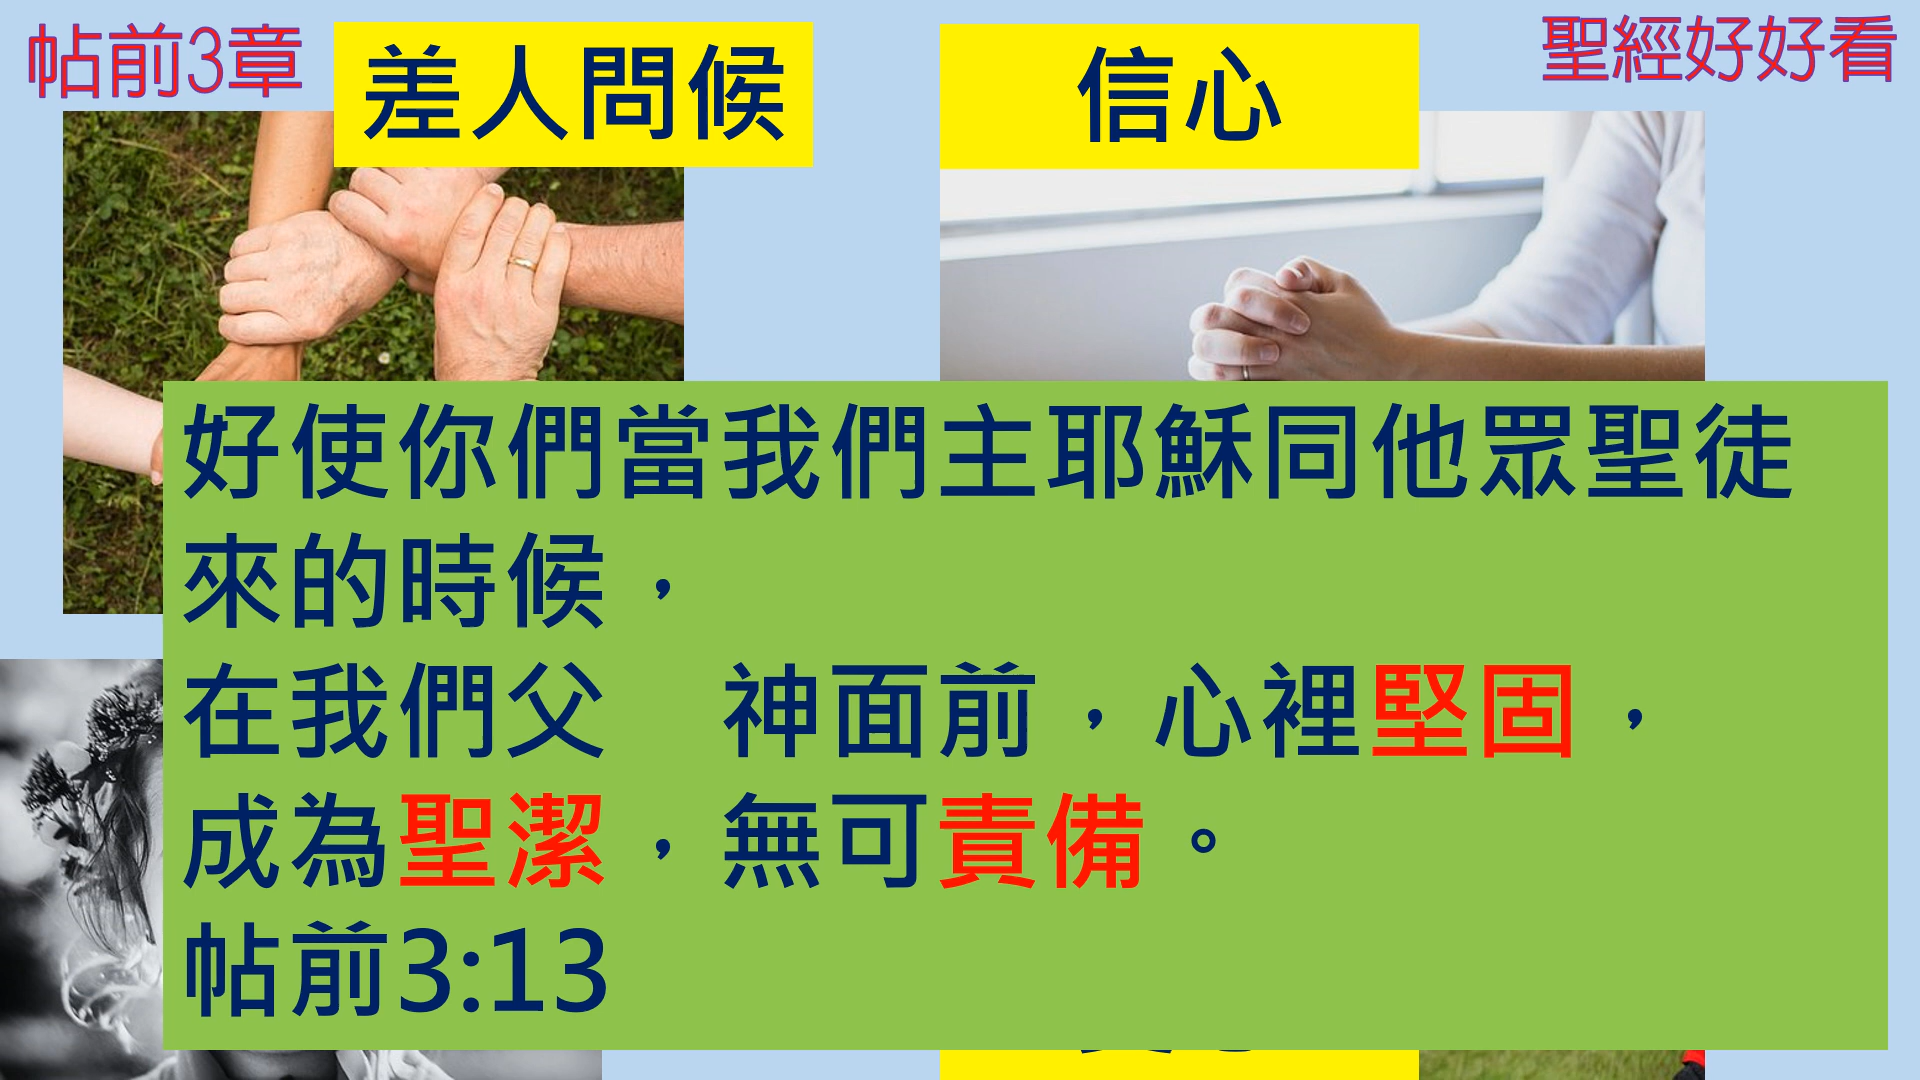 帖前3章
差人問候
信心
聖經好好看
好使你們當我們主耶穌同他眾聖徒
來的時候，
在我們父　神面前，心裡堅固，
成為聖潔，無可責備。
帖前3:13